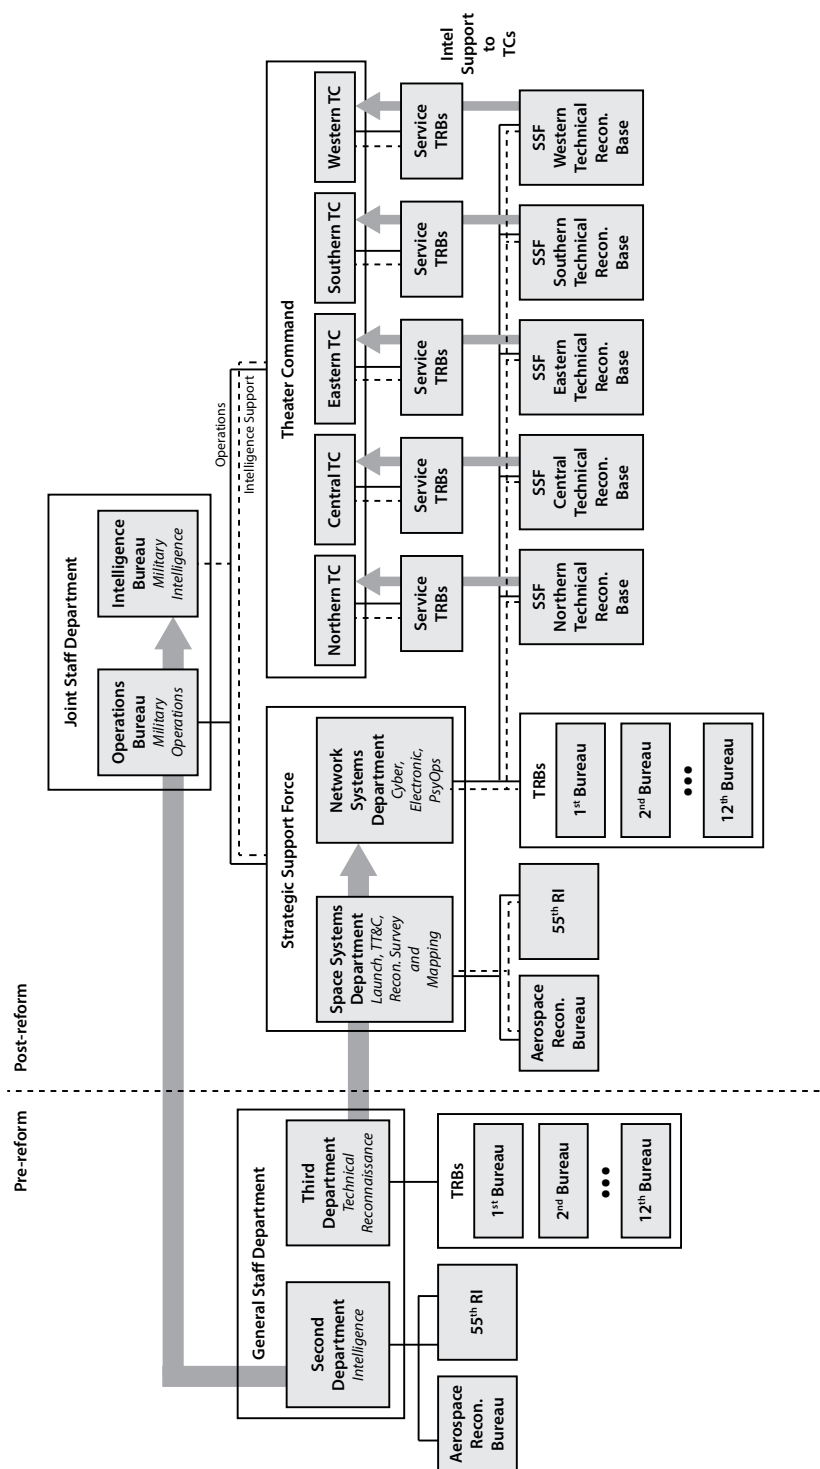 Pre-reform
Post-reform
General Staff Department
Second
Department
Intelligence
Third
Department
Technical
Reconnaissance
Aerospace
Recon.
Bureau
55th RI
TRBs
1st Bureau
2nd Bureau
•••
12th Bureau
Joint Staff Department
Operations
Bureau
Military
Operations
Intelligence
Bureau
Military
Intelligence
Operations
Intelligence Support
Strategic Support Force
Space Systems
Department
Launch, TT&C,
Recon. Survey
and
Mapping
Network
Systems
Department
Cyber,
Electronic,
PsyOps
Aerospace
Recon.
Bureau
55th RI
TRBs
1st Bureau
2nd Bureau
•••
12th Bureau
Theater Command
Northern TC
Central TC
Eastern TC
Southern TC
Western TC
Service
TRBs
Service
TRBs
Service
TRBs
Service
TRBs
Service
TRBs
Intel
Support
to
TCs
SSF
Northern
Technical
Recon.
Base
SSF
Central
Technical
Recon.
Base
SSF
Eastern
Technical
Recon.
Base
SSF
Southern
Technical
Recon.
Base
SSF
Western
Technical
Recon.
Base